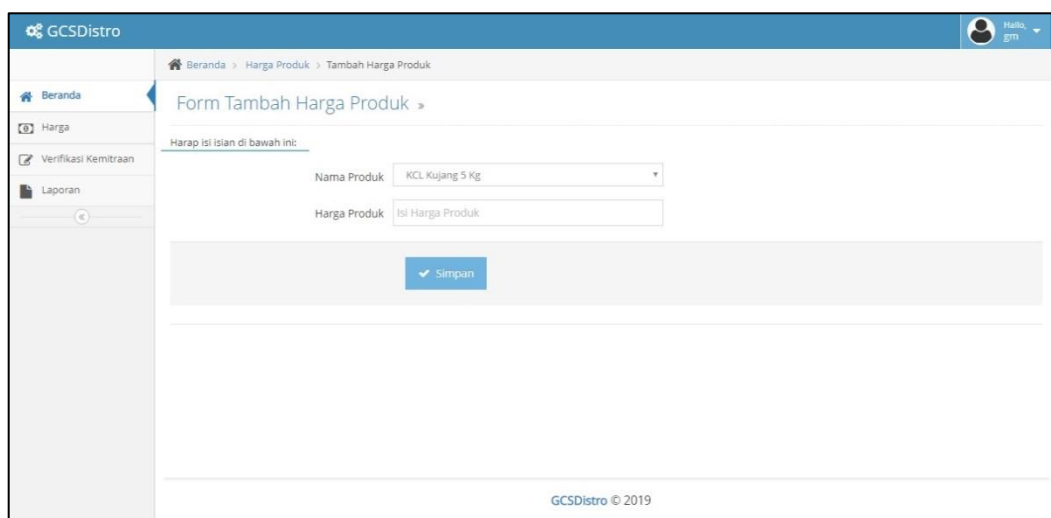 GCSDistro
Hallo,
gm
Beranda > Harga Produk > Tambah Harga Produk
Beranda
Harga
Verifikasi Kemitraan
Laporan
Form Tambah Harga Produk »
Harap isi isian di bawah ini:
Nama Produk KCL Kujang 5 Kg
Harga Produk Isi Harga Produk
Simpan
GCSDistro © 2019